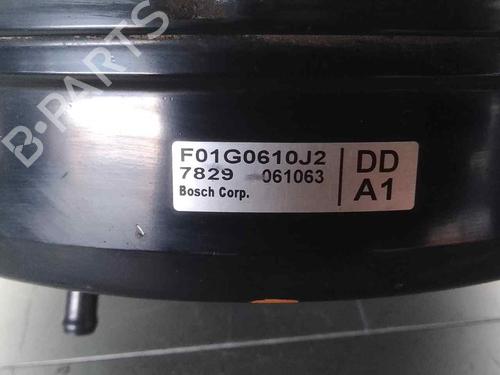 B-PARTS
F01G0610J2
7829 061063
Bosch Corp.
DD
A1